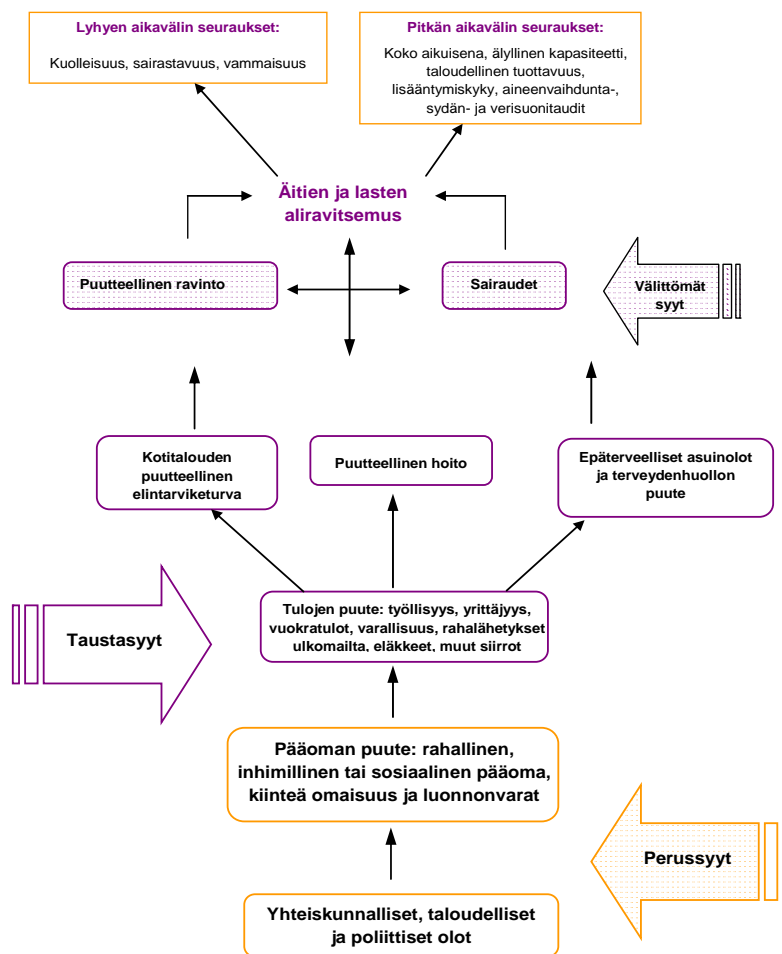 Lyhyen aikavälin seuraukset:
Kuolleisuus, sairastavuus, vammaisuus
Pitkän aikavälin seuraukset:
Koko aikuisena, älyllinen kapasiteetti,
taloudellinen tuottavuus,
lisääntymiskyky, aineenvaihdunta-,
sydän- ja verisuonitaudit
Äitien ja lasten
aliravitsemus
Puutteellinen ravinto
Sairaudet
Välittömät
syyt
Kotitalouden
puutteellinen
elintarviketurva
Puutteellinen hoito
Epäterveelliset asuinolot
ja terveydenhuollon
puute
Taustasyyt
Tulojen puute: työllisyys, yrittäjyys,
vuokratulot, varallisuus, rahalähetykset
ulkomailta, eläkkeet, muut siirrot
Pääoman puute: rahallinen,
inhimillinen tai sosiaalinen pääoma,
kiinteä omaisuus ja luonnonvarat
Perussyyt
Yhteiskunnalliset, taloudelliset
ja poliittiset olot